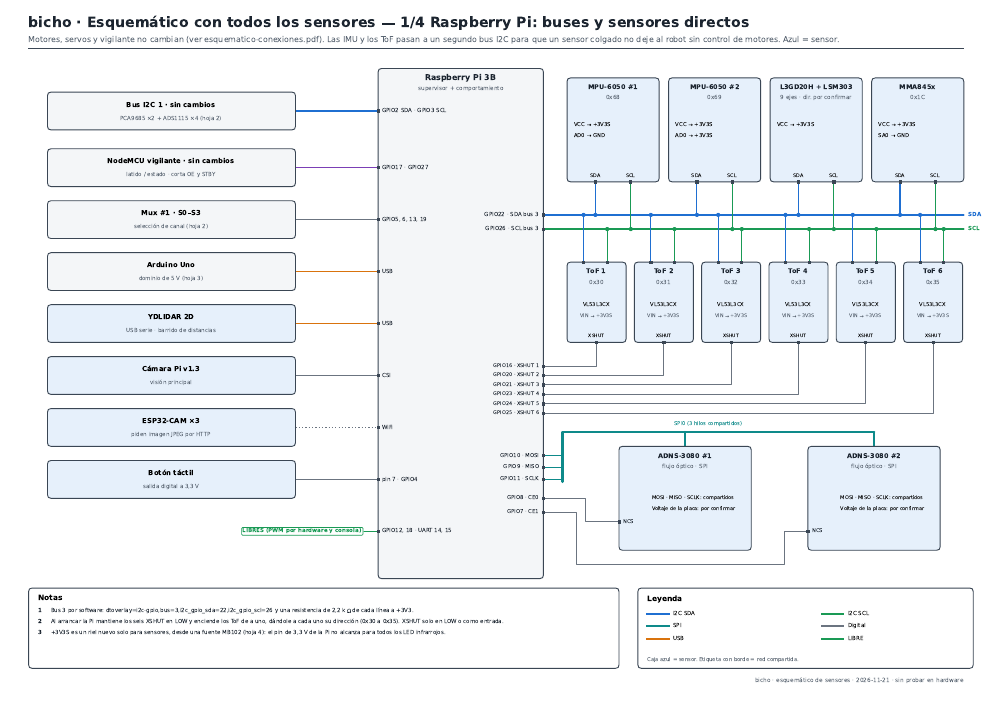 bicho · Esquemático con todos los sensores — 1/4 Raspberry Pi: buses y sensores directos
Motores, servos y vigilante no cambian (ver esquematico-conexiones.pdf). Las IMU y los ToF pasan a un segundo bus I2C para que un sensor colgado no deje al robot sin control de motores. Azul = sensor.
Bus I2C 1 · sin cambios
PCA9685 ×2 + ADS1115 ×4 (hoja 2)
NodeMCU vigilante · sin cambios
latido / estado · corta OE y STBY
Mux #1 · S0–S3
selección de canal (hoja 2)
Arduino Uno
dominio de 5 V (hoja 3)
YDLIDAR 2D
USB serie · barrido de distancias
Cámara Pi v1.3
visión principal
ESP32-CAM ×3
piden imagen JPEG por HTTP
Botón táctil
salida digital a 3,3 V
LIBRES (PWM por hardware y consola)
Raspberry Pi 3B
supervisor + comportamiento
GPIO2 SDA · GPIO3 SCL
GPIO17 · GPIO27
GPIO5, 6, 13, 19
USB
USB
CSI
WiFi
pin 7 · GPIO4
GPIO12, 18 · UART 14, 15
GPIO22 · SDA bus 3
GPIO26 · SCL bus 3
GPIO16 · XSHUT 1
GPIO20 · XSHUT 2
GPIO21 · XSHUT 3
GPIO23 · XSHUT 4
GPIO24 · XSHUT 5
GPIO25 · XSHUT 6
GPIO10 · MOSI
GPIO9 · MISO
GPIO11 · SCLK
GPIO8 · CE0
GPIO7 · CE1
MPU-6050 #1
0x68
VCC → +3V3S
AD0 → GND
SDA SCL
MPU-6050 #2
0x69
VCC → +3V3S
AD0 → +3V3S
SDA SCL
L3GD20H + LSM303
9 ejes · dir. por confirmar
VCC → +3V3S
SDA SCL
MMA845x
0x1C
VCC → +3V3S
SA0 → GND
SDA SCL
SDA
SCL
ToF 1
0x30
VL53L3CX
VIN → +3V3S
XSHUT
ToF 2
0x31
VL53L3CX
VIN → +3V3S
XSHUT
ToF 3
0x32
VL53L3CX
VIN → +3V3S
XSHUT
ToF 4
0x33
VL53L3CX
VIN → +3V3S
XSHUT
ToF 5
0x34
VL53L3CX
VIN → +3V3S
XSHUT
ToF 6
0x35
VL53L3CX
VIN → +3V3S
XSHUT
SPI0 (3 hilos compartidos)
ADNS-3080 #1
flujo óptico · SPI
MOSI · MISO · SCLK: compartidos
Voltaje de la placa: por confirmar
NCS
ADNS-3080 #2
flujo óptico · SPI
MOSI · MISO · SCLK: compartidos
Voltaje de la placa: por confirmar
NCS
Notas
1 Bus 3 por software: dtoverlay=i2c-gpio,bus=3,i2c_gpio_sda=22,i2c_gpio_scl=26 y una resistencia de 2,2 k▯ de cada línea a +3V3.
2 Al arrancar la Pi mantiene los seis XSHUT en LOW y enciende los ToF de a uno, dándole a cada uno su dirección (0x30 a 0x35). XSHUT solo en LOW o como entrada.
3 +3V3S es un riel nuevo solo para sensores, desde una fuente MB102 (hoja 4): el pin de 3,3 V de la Pi no alcanza para todos los LED infrarrojos.
Leyenda
I2C SDA I2C SCL
SPI Digital
USB LIBRE
Caja azul = sensor. Etiqueta con borde = red compartida.
bicho · esquemático de sensores · 2026-11-21 · sin probar en hardware